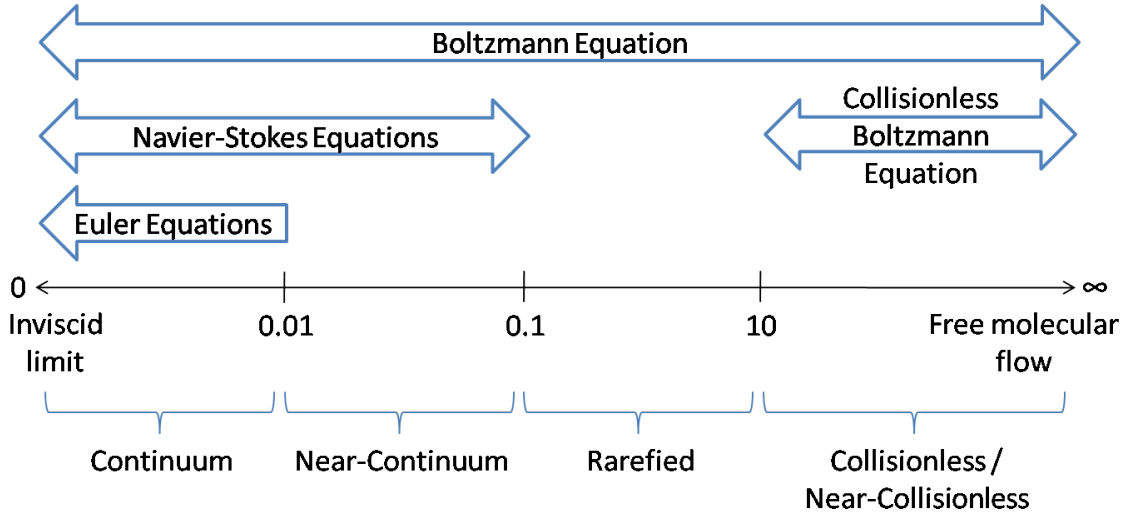 Boltzmann Equation
Navier-Stokes Equations
Collisionless
Boltzmann
Equation
Euler Equations
0
∞
0.01
0.1
10
Inviscid
limit
Free molecular
flow
Continuum
Near-Continuum
Rarefied
Collisionless /
Near-Collisionless